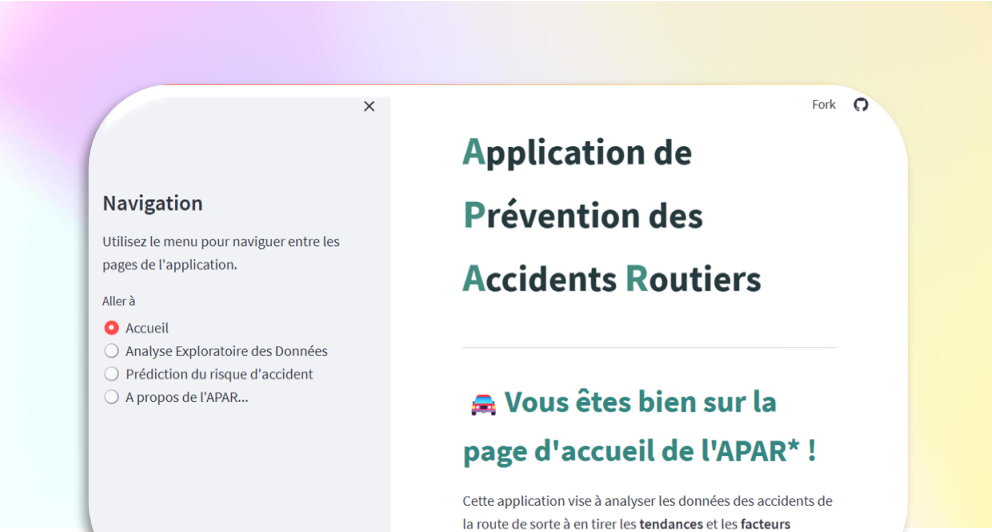 Fork
Navigation
Utilisez le menu pour naviguer entre les
pages de l'application.
Aller à
Accueil
Analyse Exploratoire des Données
Prédiction du risque d'accident
A propos de l'APAR...
Application de
Prévention des
Accidents Routiers
Vous êtes bien sur la
page d'accueil de l'APAR* !
Cette application vise à analyser les données des accidents de
la route de sorte à en tirer les tendances et les facteurs